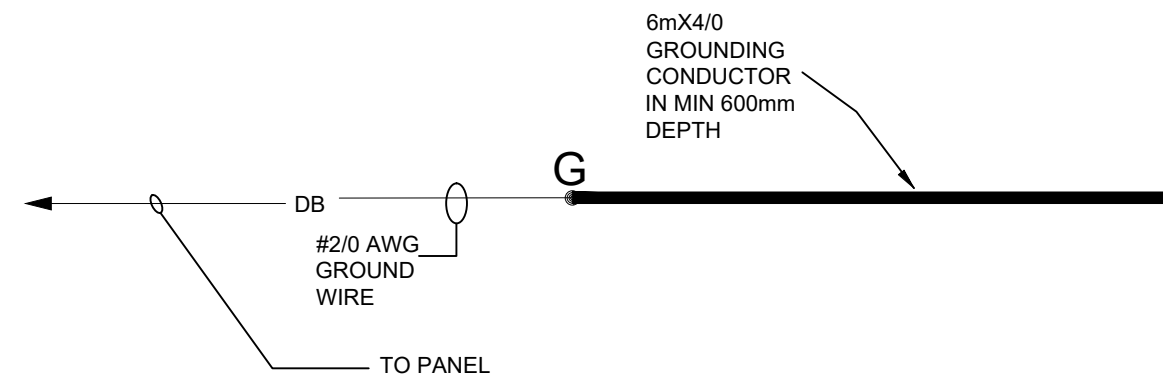 6mX4/0
GROUNDING
CONDUCTOR
IN MIN 600mm
DEPTH
G
DB
#2/0 AWG
GROUND
WIRE
TO PANEL